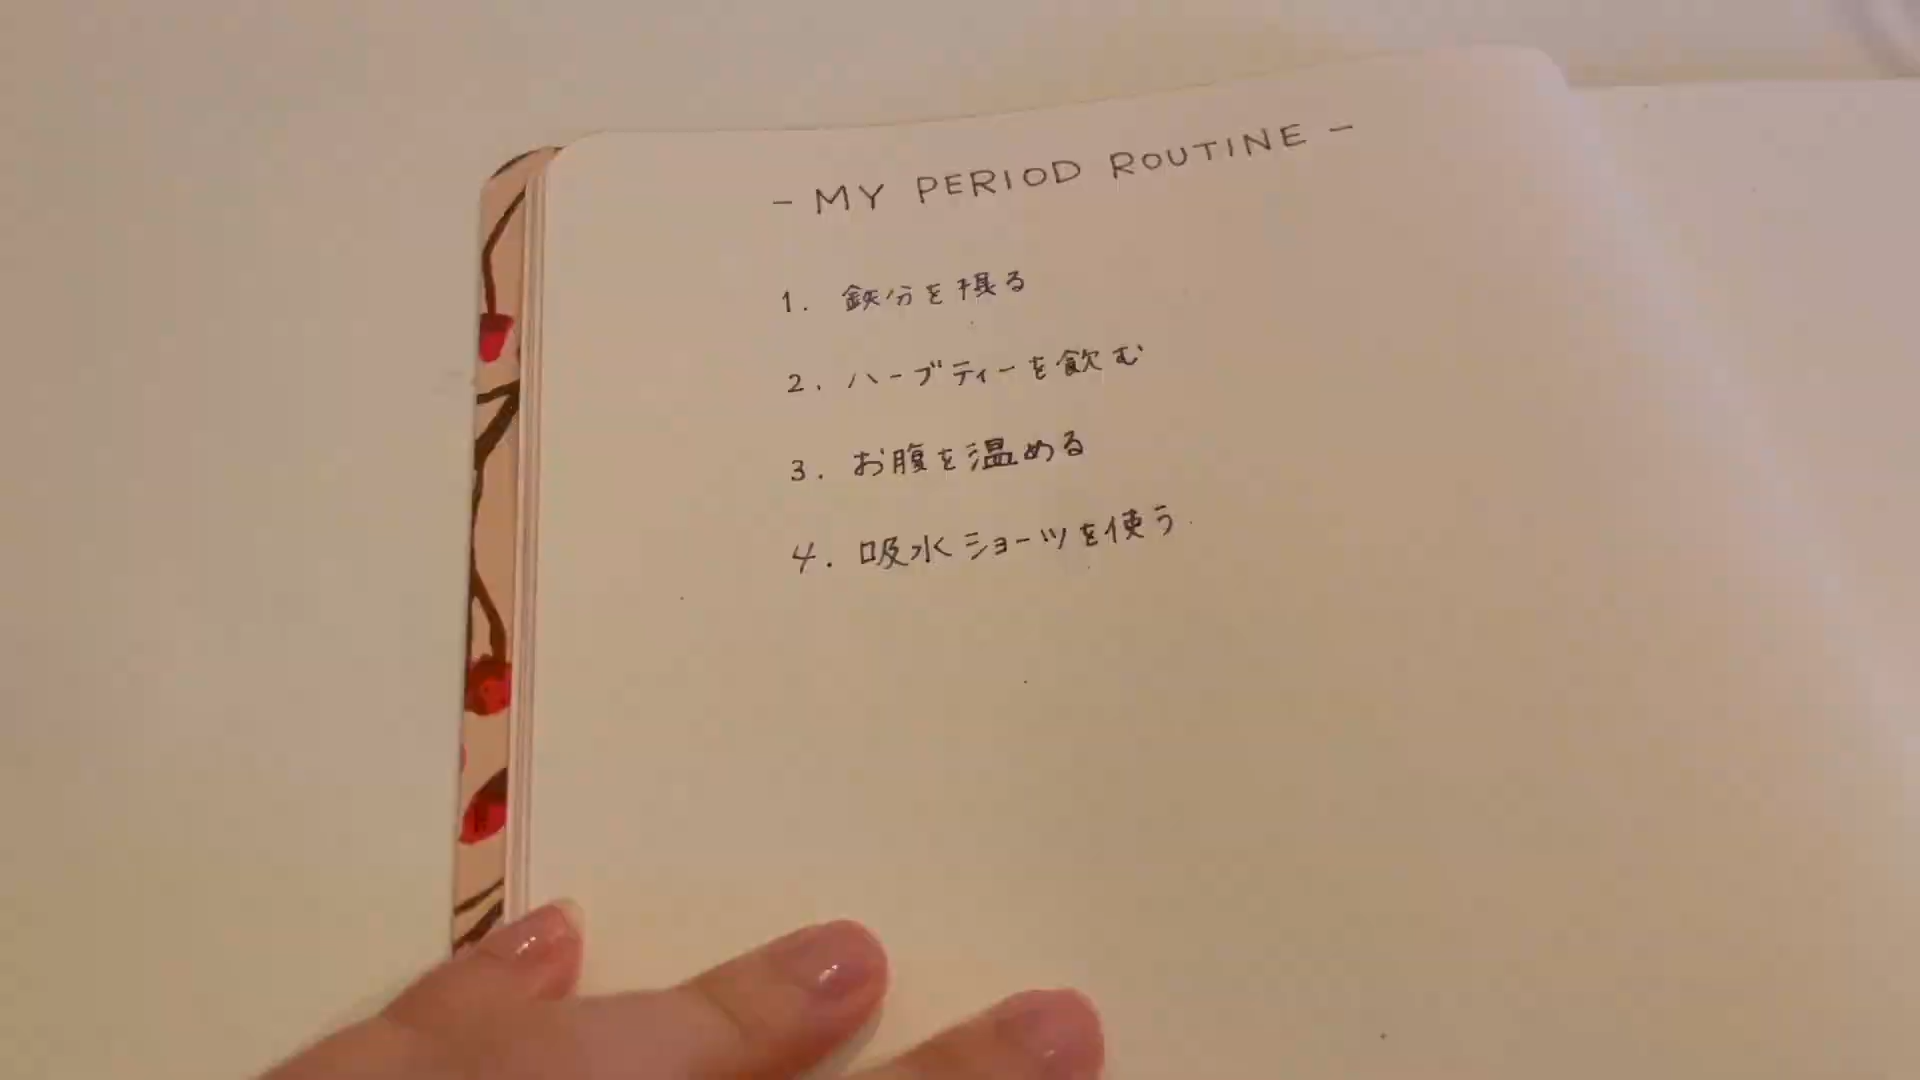 - MY PERIOD ROUTINE -
1. 鉄分を摂る
2. ハーブティーを飲む
3. お腹を温める
4. 吸水ショーツを使う